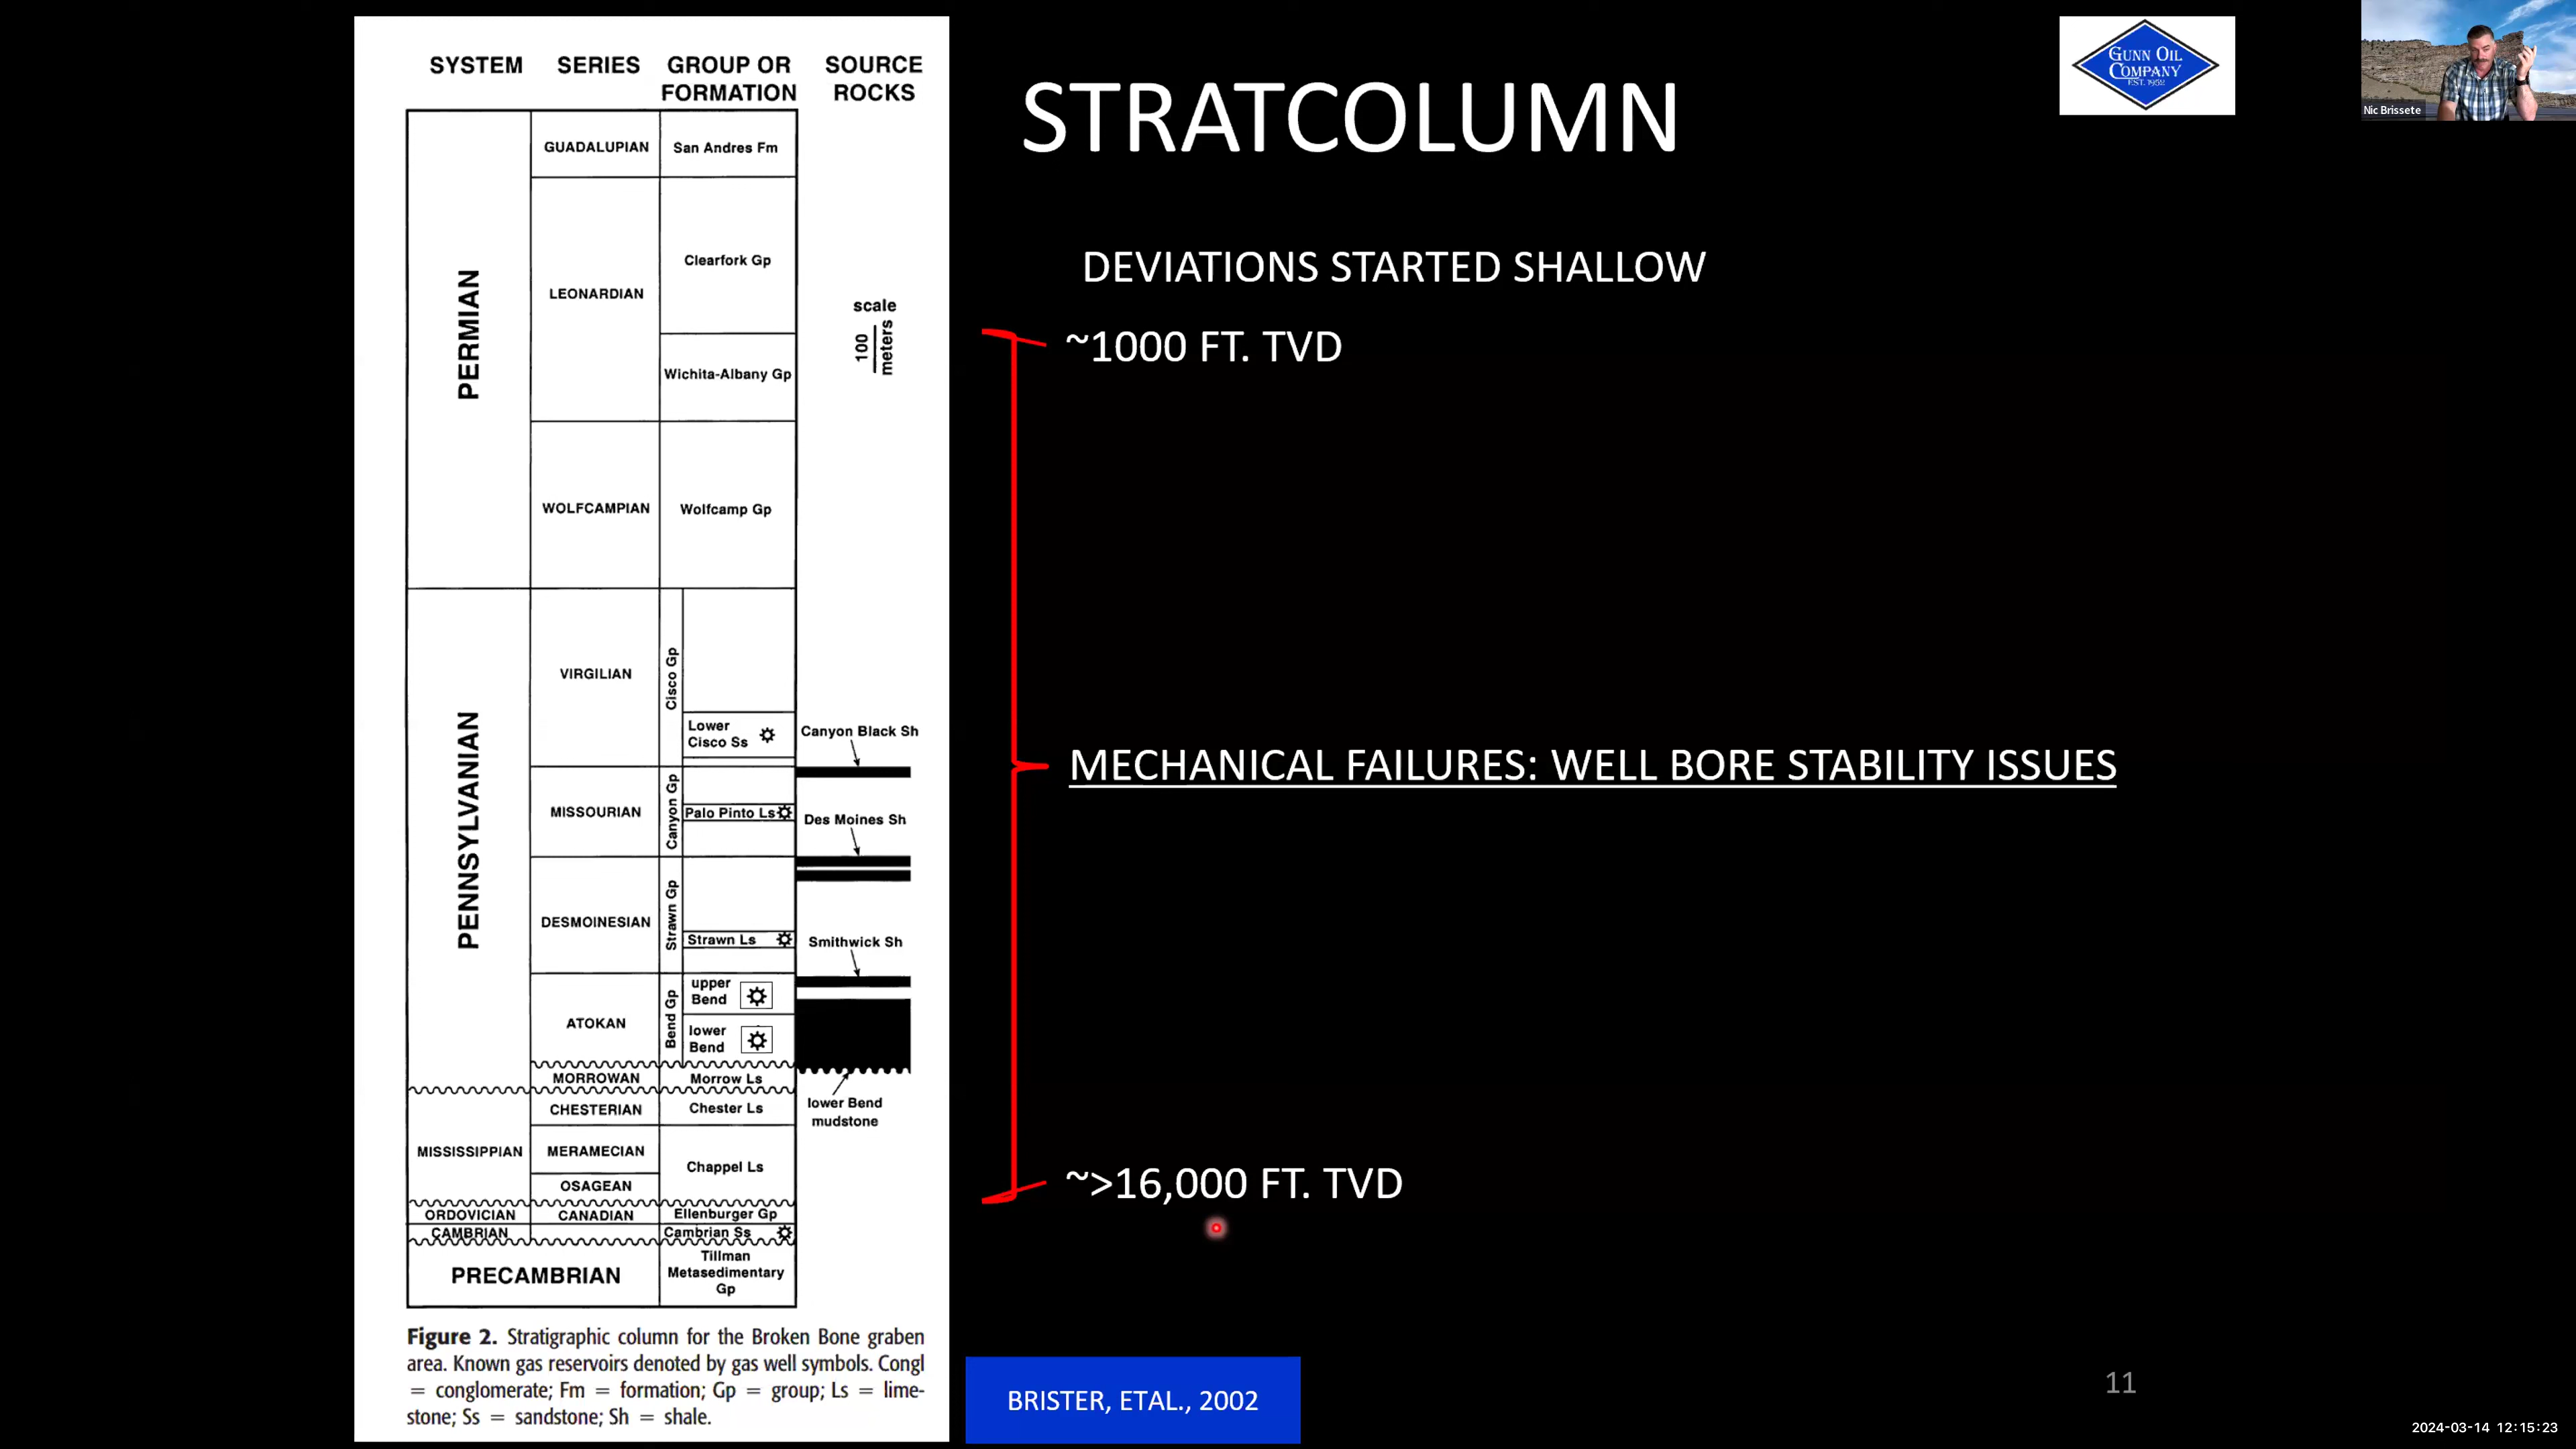 SYSTEM SERIES GROUP OR FORMATION SOURCE ROCKS
PERMIAN
GUADALUPIAN
San Andres Fm
LEONARDIAN
Clearfork Gp
Wichita-Albany Gp
WOLFCAMPIAN
Wolfcamp Gp
scale
100
meters
PENNSYLVANIAN
VIRGILIAN
Cisco Gp
Lower
Cisco Ss
Canyon Black Sh
MISSOURIAN
Canyon Gp
Palo Pinto Ls
Des Moines Sh
DESMOINESIAN
Strawn Gp
Strawn Ls
Smithwick Sh
ATOKAN
Bend Gp
upper
Bend
lower
Bend
MORROWAN
Morrow Ls
lower Bend
mudstone
MISSISSIPPIAN
CHESTERIAN
Chester Ls
MERAMECIAN
Chappel Ls
OSAGEAN
ORDOVICIAN
CANADIAN
Ellenburger Gp
CAMBRIAN
Cambrian Ss
PRECAMBRIAN
Tillman
Metasedimentary
Gp
Figure 2. Stratigraphic column for the Broken Bone graben
area. Known gas reservoirs denoted by gas well symbols. Congl
= conglomerate; Fm = formation; Gp = group; Ls = lime-
stone; Ss = sandstone; Sh = shale.
STRATCOLUMN
DEVIATIONS STARTED SHALLOW
~1000 FT. TVD
MECHANICAL FAILURES: WELL BORE STABILITY ISSUES
~>16,000 FT. TVD
BRISTER, ETAL., 2002
11
GUNN OIL
COMPANY
EST. 1952
Nic Brissete
2024-03-14 12:15:23